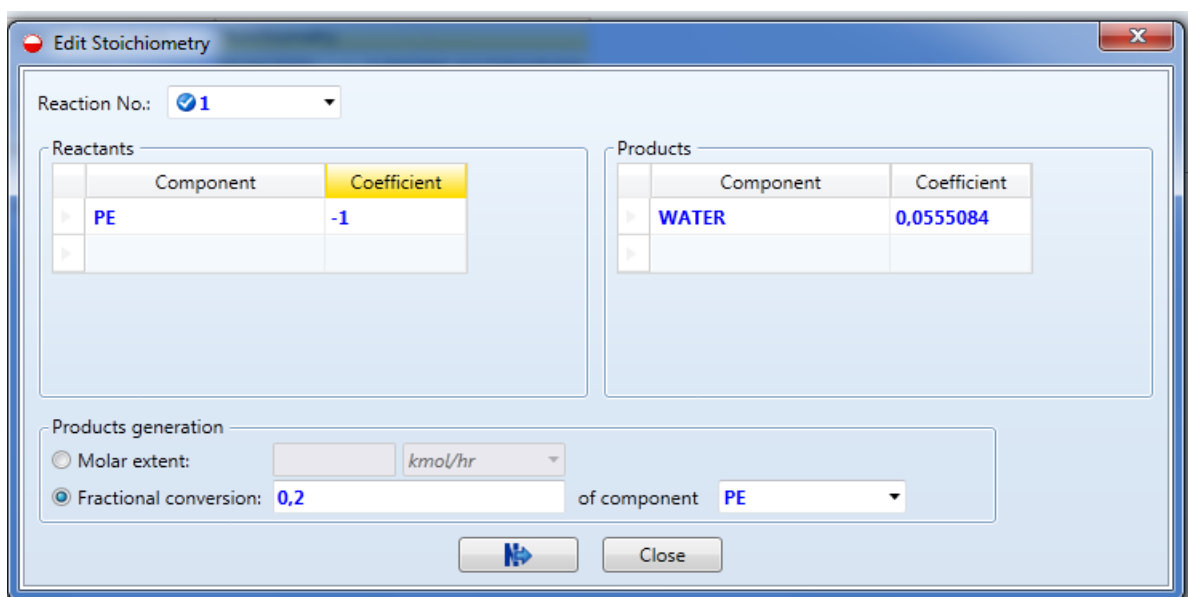 Edit Stoichiometry
Reaction No.: 1
Reactants
Component Coefficient
PE -1
Products
Component Coefficient
WATER 0,0555084
Products generation
Molar extent: kmol/hr
Fractional conversion: 0,2 of component PE
N Close